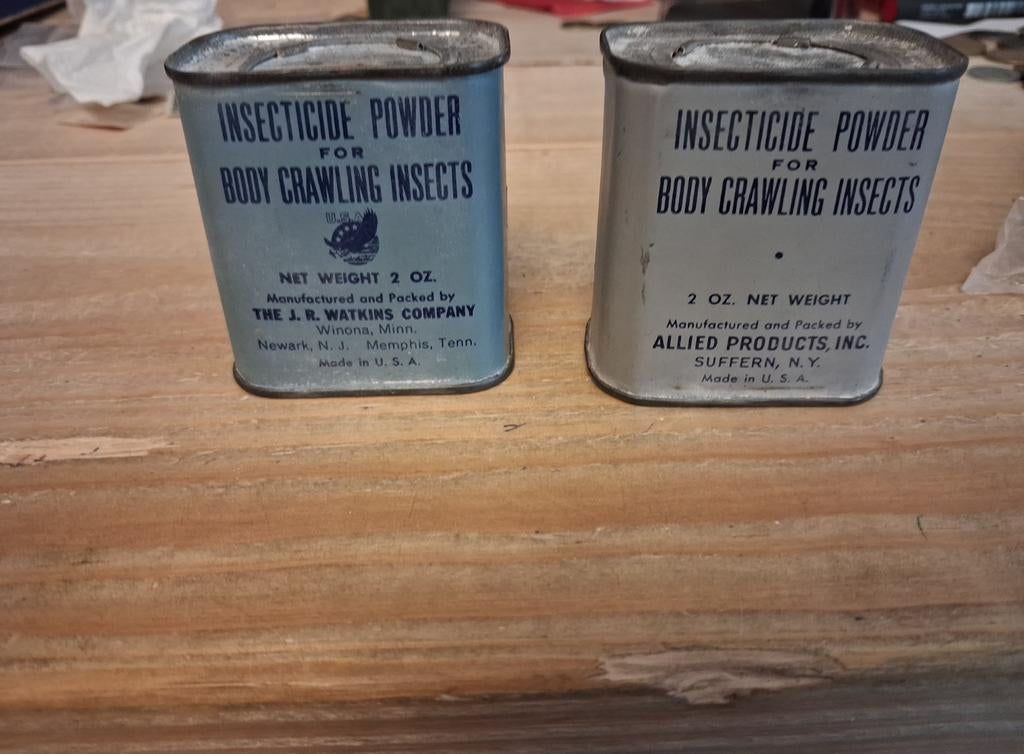 INSECTICIDE POWDER
FOR
BODY CRAWLING INSECTS
U.S.A.
NET WEIGHT 2 OZ.
Manufactured and Packed by
THE J. R. WATKINS COMPANY
Winona, Minn.
Newark, N. J. Memphis, Tenn.
Made in U. S. A.
INSECTICIDE POWDER
FOR
BODY CRAWLING INSECTS
2 OZ. NET WEIGHT
Manufactured and Packed by
ALLIED PRODUCTS, INC.
SUFFERN, N. Y.
Made in U. S. A.